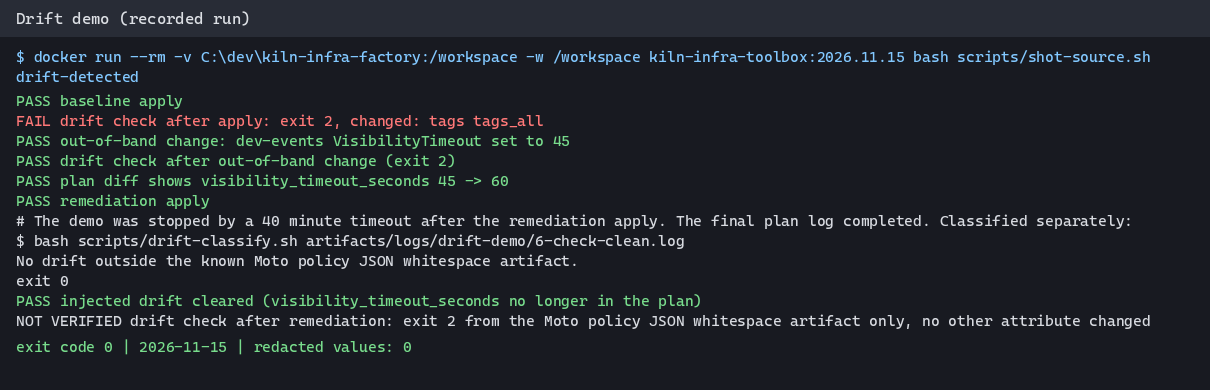 Drift demo (recorded run)
$ docker run --rm -v C:\dev\kiln-infra-factory:/workspace -w /workspace kiln-infra-toolbox:2026.11.15 bash scripts/shot-source.sh
drift-detected
PASS baseline apply
FAIL drift check after apply: exit 2, changed: tags tags_all
PASS out-of-band change: dev-events VisibilityTimeout set to 45
PASS drift check after out-of-band change (exit 2)
PASS plan diff shows visibility_timeout_seconds 45 -> 60
PASS remediation apply
# The demo was stopped by a 40 minute timeout after the remediation apply. The final plan log completed. Classified separately:
$ bash scripts/drift-classify.sh artifacts/logs/drift-demo/6-check-clean.log
No drift outside the known Moto policy JSON whitespace artifact.
exit 0
PASS injected drift cleared (visibility_timeout_seconds no longer in the plan)
NOT VERIFIED drift check after remediation: exit 2 from the Moto policy JSON whitespace artifact only, no other attribute changed
exit code 0 | 2026-11-15 | redacted values: 0